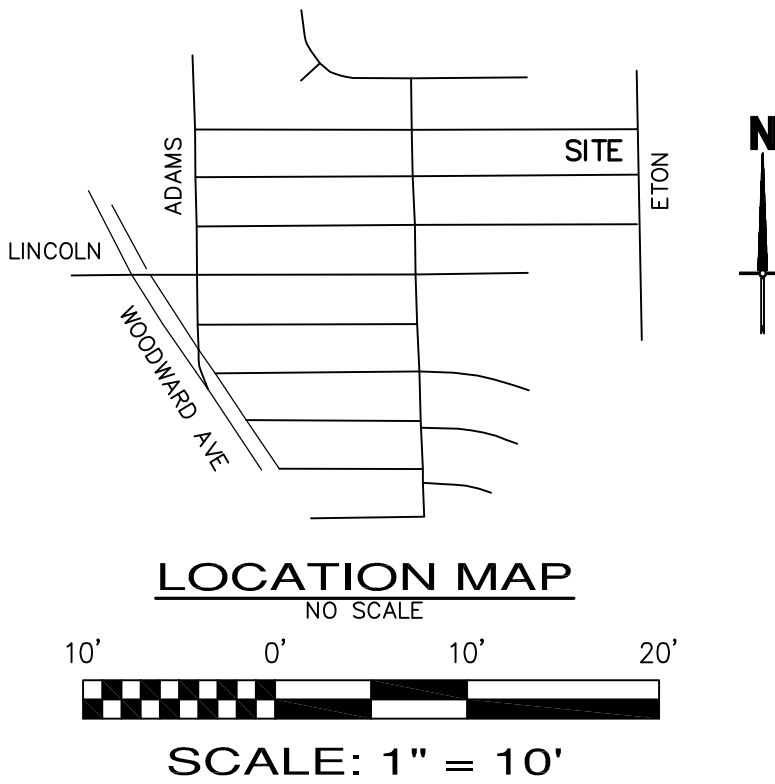 N
ADAMS
SITE
ETON
LINCOLN
WOODWARD AVE
LOCATION MAP
NO SCALE
10' 0' 10' 20'
SCALE: 1" = 10'